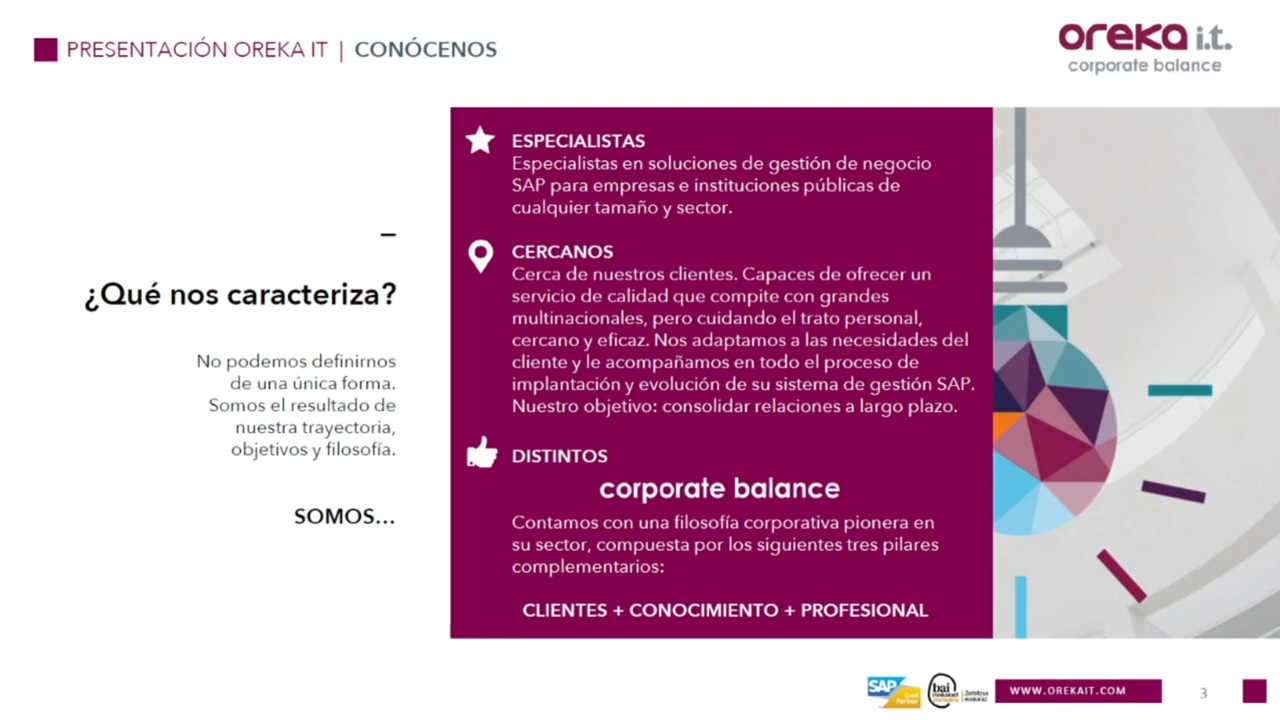 PRESENTACIÓN OREKA IT | CONÓCENOS
oreka i.t.
corporate balance
¿Qué nos caracteriza?
No podemos definirnos
de una única forma.
Somos el resultado de
nuestra trayectoria,
objetivos y filosofía.
SOMOS...
ESPECIALISTAS
Especialistas en soluciones de gestión de negocio
SAP para empresas e instituciones públicas de
cualquier tamaño y sector.
CERCANOS
Cerca de nuestros clientes. Capaces de ofrecer un
servicio de calidad que compite con grandes
multinacionales, pero cuidando el trato personal,
cercano y eficaz. Nos adaptamos a las necesidades del
cliente y le acompañamos en todo el proceso de
implantación y evolución de su sistema de gestión SAP.
Nuestro objetivo: consolidar relaciones a largo plazo.
DISTINTOS
corporate balance
Contamos con una filosofía corporativa pionera en
su sector, compuesta por los siguientes tres pilares
complementarios:
CLIENTES + CONOCIMIENTO + PROFESIONAL
SAP
Gold
Partner
bai
euskarari
Zerbitzua
euskaraz
WWW.OREKAIT.COM
3